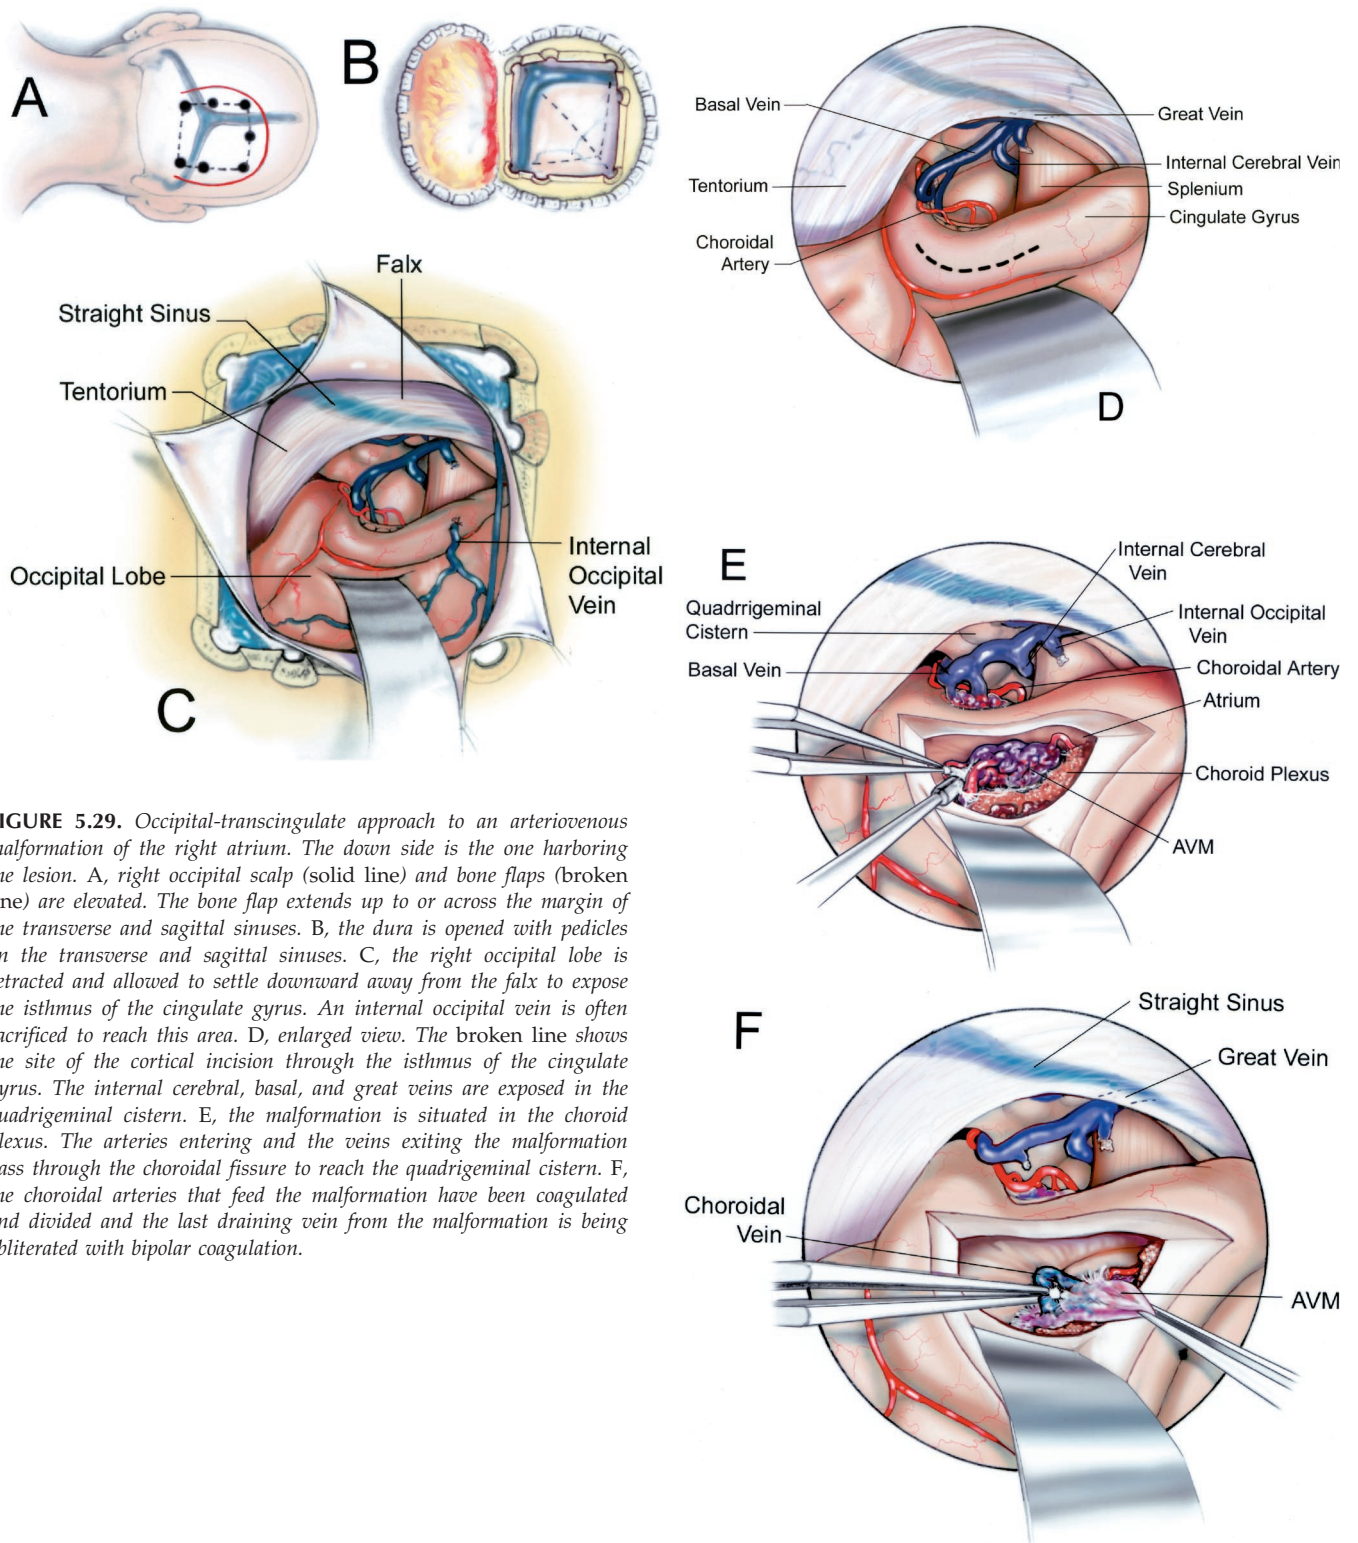 A
B
Basal Vein
Great Vein
Internal Cerebral Vein
Tentorium
Splenium
Cingulate Gyrus
Choroidal
Artery
D
Falx
Straight Sinus
Tentorium
Occipital Lobe
Internal
Occipital
Vein
C
E
Internal Cerebral
Vein
Quadrrigeminal
Cistern
Internal Occipital
Vein
Basal Vein
Choroidal Artery
Atrium
Choroid Plexus
AVM
F
Straight Sinus
Great Vein
Choroidal
Vein
AVM
IGURE 5.29. Occipital-transcingulate approach to an arteriovenous
alformation of the right atrium. The down side is the one harboring
he lesion. A, right occipital scalp (solid line) and bone flaps (broken
ine) are elevated. The bone flap extends up to or across the margin of
he transverse and sagittal sinuses. B, the dura is opened with pedicles
n the transverse and sagittal sinuses. C, the right occipital lobe is
etracted and allowed to settle downward away from the falx to expose
he isthmus of the cingulate gyrus. An internal occipital vein is often
acrificed to reach this area. D, enlarged view. The broken line shows
he site of the cortical incision through the isthmus of the cingulate
yrus. The internal cerebral, basal, and great veins are exposed in the
uadrigeminal cistern. E, the malformation is situated in the choroid
lexus. The arteries entering and the veins exiting the malformation
ass through the choroidal fissure to reach the quadrigeminal cistern. F,
he choroidal arteries that feed the malformation have been coagulated
nd divided and the last draining vein from the malformation is being
bliterated with bipolar coagulation.